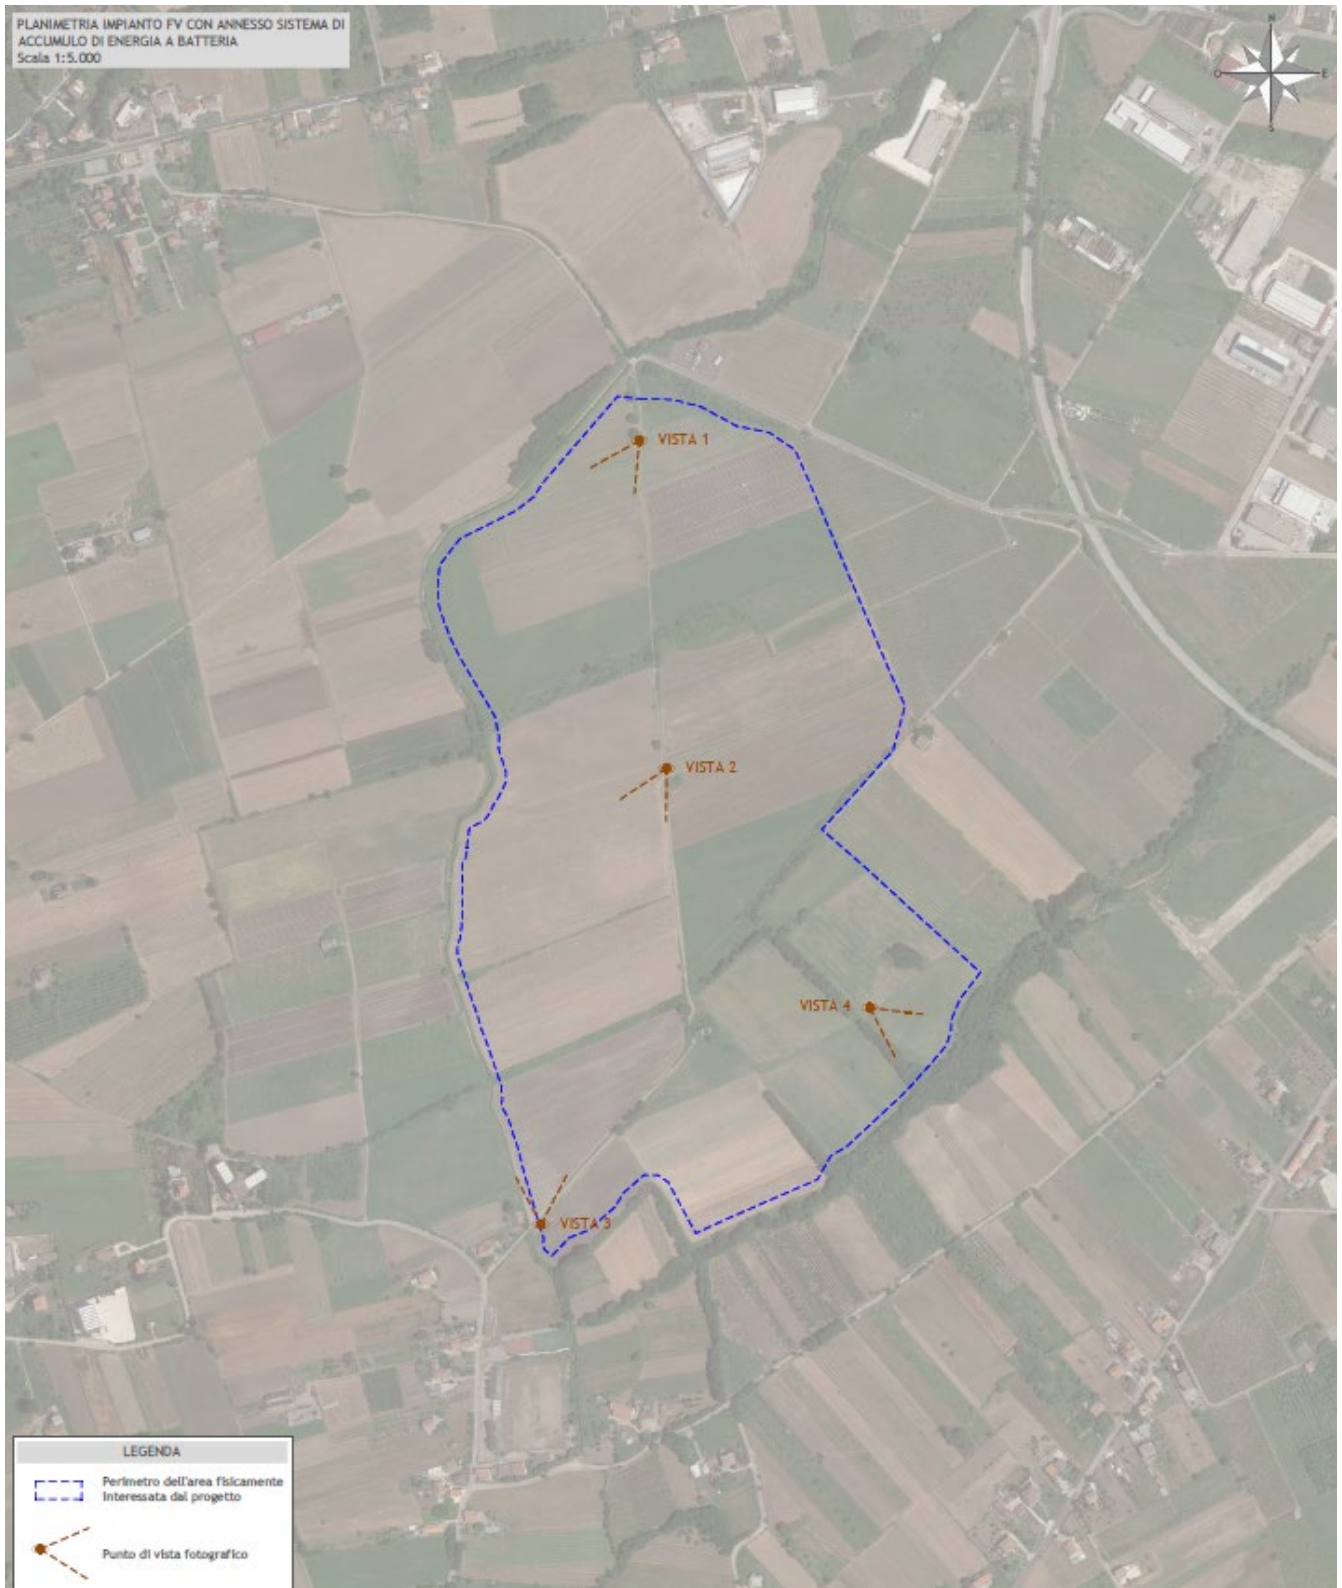 PLANIMETRIA IMPIANTO FV CON ANNESSO SISTEMA DI
ACCUMULO DI ENERGIA A BATTERIA
Scala 1:5.000
N
O
E
S
VISTA 1
VISTA 2
VISTA 4
VISTA 3
LEGENDA
Perimetro dell'area fisicamente
interessata dal progetto
Punto di vista fotografico